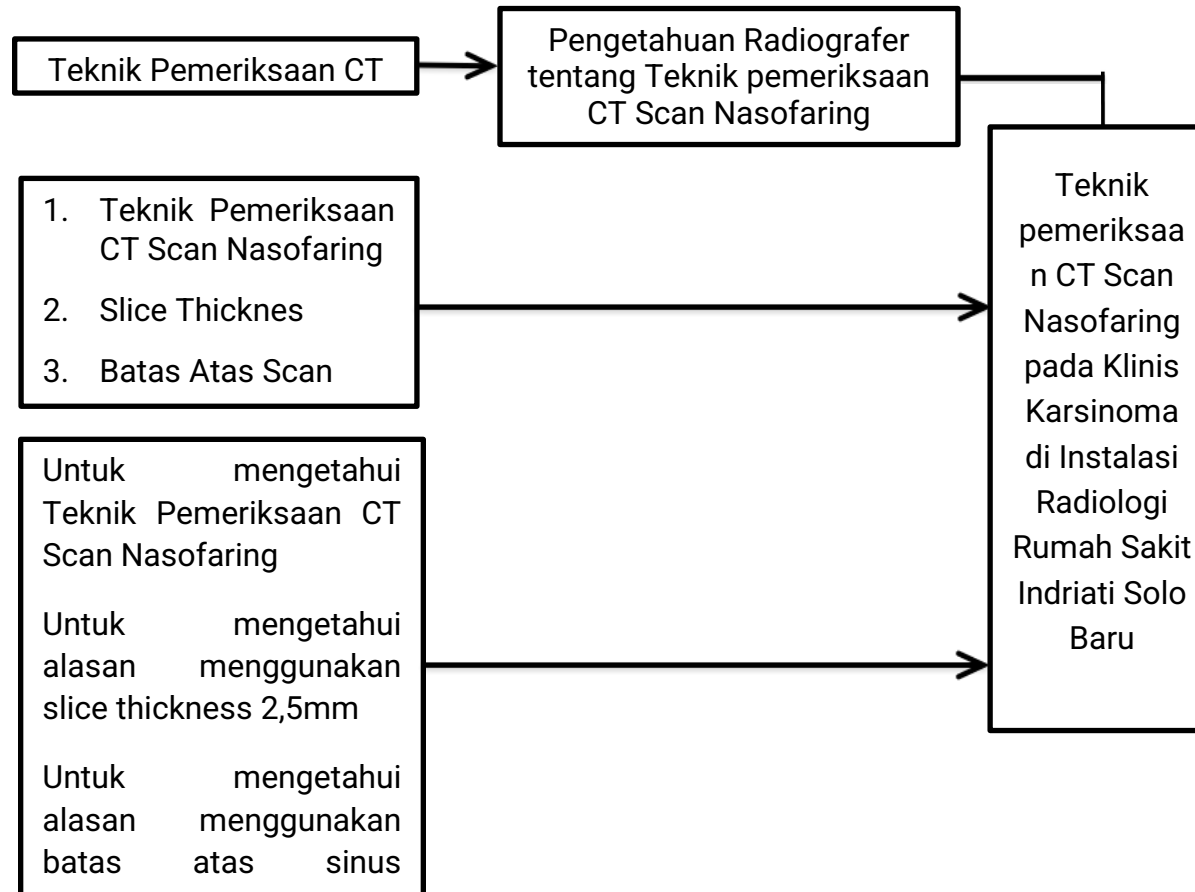 Teknik Pemeriksaan CT
Pengetahuan Radiografer
tentang Teknik pemeriksaan
CT Scan Nasofaring
1. Teknik Pemeriksaan
CT Scan Nasofaring
2. Slice Thicknes
3. Batas Atas Scan
Untuk mengetahui
Teknik Pemeriksaan CT
Scan Nasofaring
Untuk mengetahui
alasan menggunakan
slice thickness 2,5mm
Untuk mengetahui
alasan menggunakan
batas atas sinus
Teknik
pemeriksaa
n CT Scan
Nasofaring
pada Klinis
Karsinoma
di Instalasi
Radiologi
Rumah Sakit
Indriati Solo
Baru